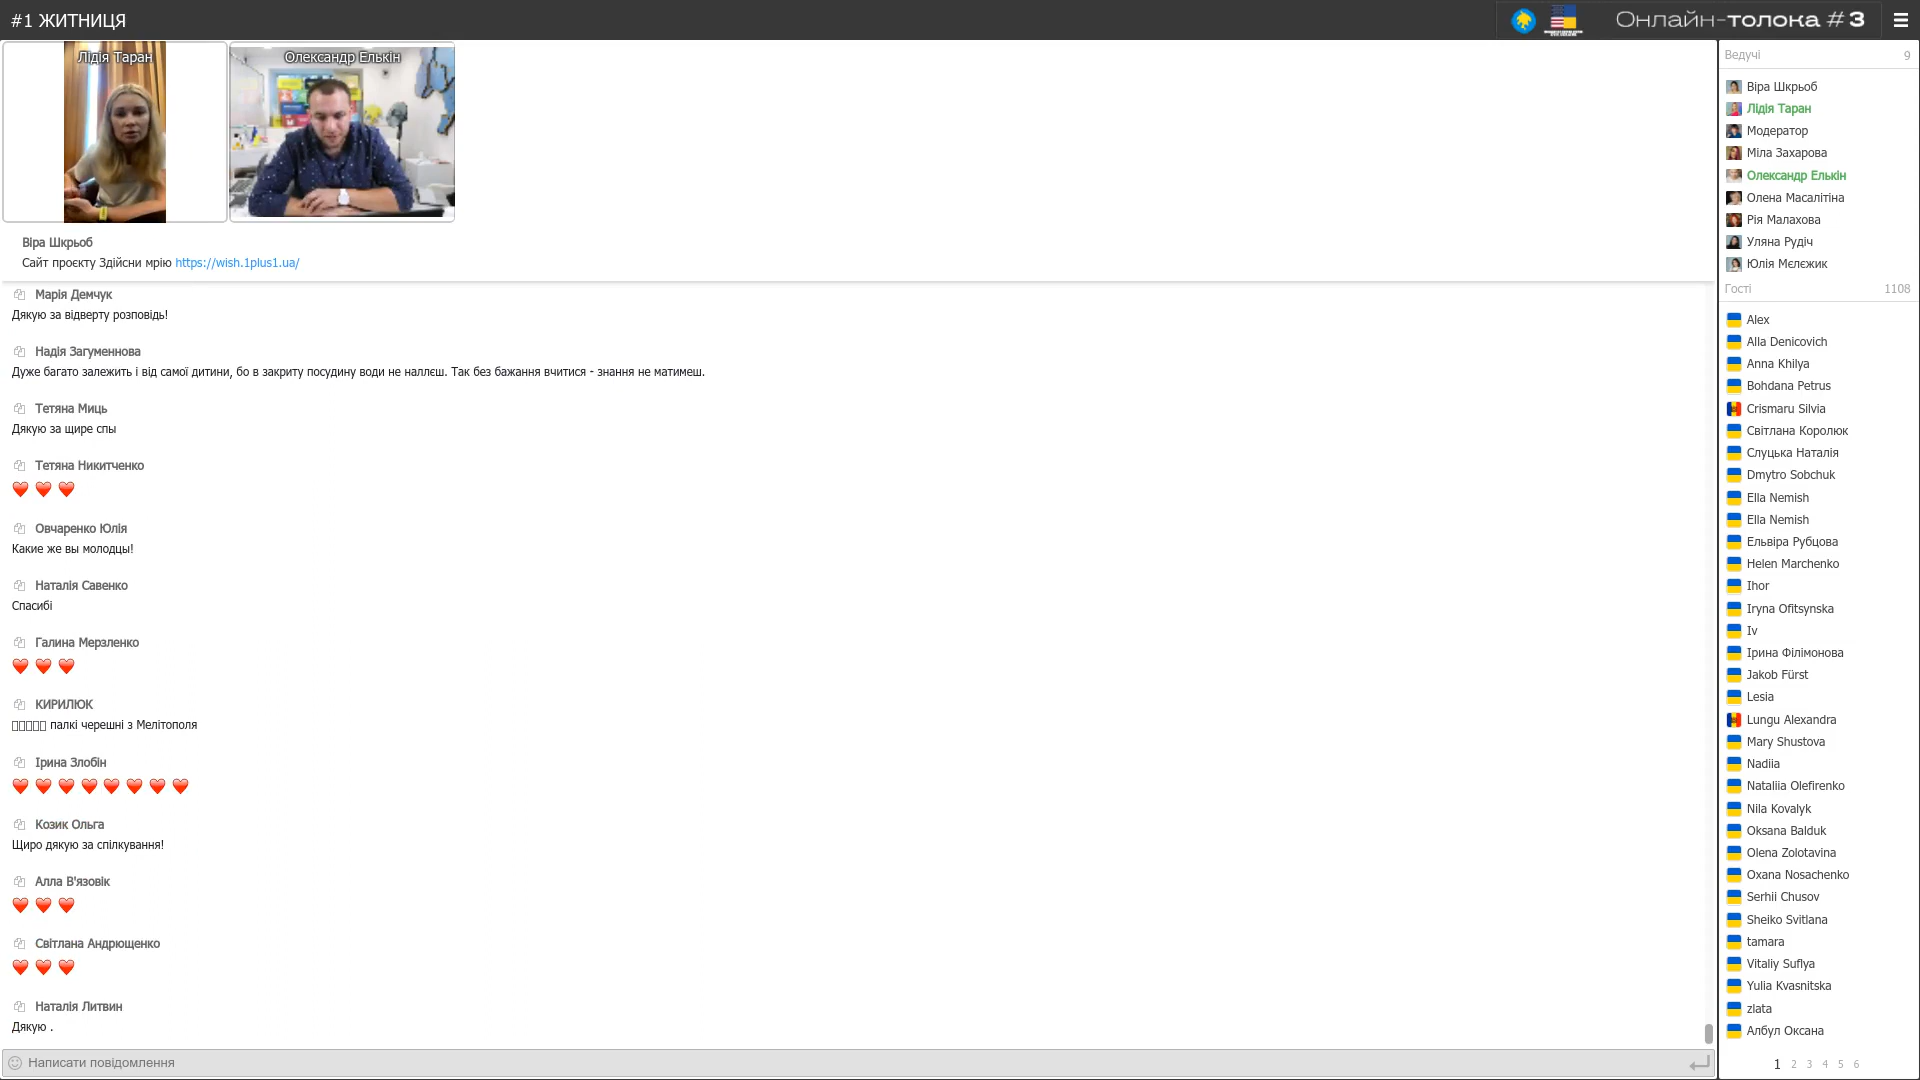 #1 ЖИТНИЦЯ
Онлайн-толока #3
Лідія Таран
Олександр Елькін
Віра Шкрьоб
Сайт проєкту Здійсни мрію https://wish.1plus1.ua/
Марія Демчук
Дякую за відверту розповідь!
Надія Загуменнова
Дуже багато залежить і від самої дитини, бо в закриту посудину води не наллєш. Так без бажання вчитися - знання не матимеш.
Тетяна Миць
Дякую за щире спы
Тетяна Никитченко
Овчаренко Юлія
Какие же вы молодцы!
Наталія Савенко
Спасибі
Галина Мерзленко
КИРИЛЮК
палкі черешні з Мелітополя
Ірина Злобін
Козик Ольга
Щиро дякую за спілкування!
Алла В'язовік
Світлана Андрющенко
Наталія Литвин
Дякую .
Написати повідомлення
Ведучі 9
Віра Шкрьоб
Лідія Таран
Модератор
Міла Захарова
Олександр Елькін
Олена Масалітіна
Рія Малахова
Уляна Рудіч
Юлія Мєлєжик
Гості 1108
Alex
Alla Denicovich
Anna Khilya
Bohdana Petrus
Crismaru Silvia
Світлана Королюк
Слуцька Наталія
Dmytro Sobchuk
Ella Nemish
Ella Nemish
Ельвіра Рубцова
Helen Marchenko
Ihor
Iryna Ofitsynska
Iv
Ірина Філімонова
Jakob Fürst
Lesia
Lungu Alexandra
Mary Shustova
Nadiia
Nataliia Olefirenko
Nila Kovalyk
Oksana Balduk
Olena Zolotavina
Oxana Nosachenko
Serhii Chusov
Sheiko Svitlana
tamara
Vitaliy Suflya
Yulia Kvasnitska
zlata
Албул Оксана
1 2 3 4 5 6